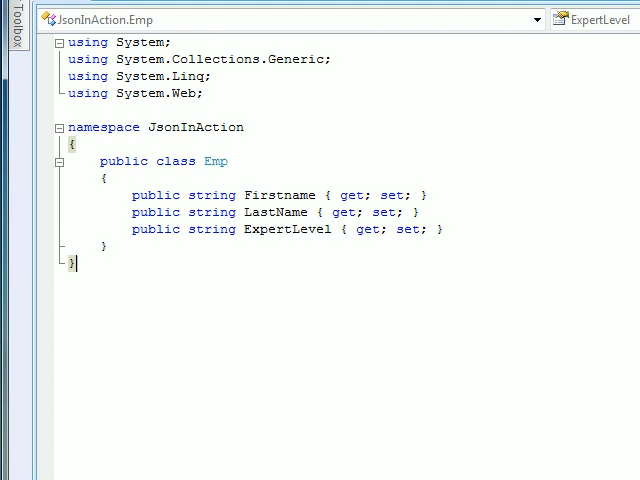 Toolbox
JsonInAction.Emp
ExpertLevel
using System;
using System.Collections.Generic;
using System.Linq;
using System.Web;
namespace JsonInAction
{
public class Emp
{
public string Firstname { get; set; }
public string LastName { get; set; }
public string ExpertLevel { get; set; }
}
}